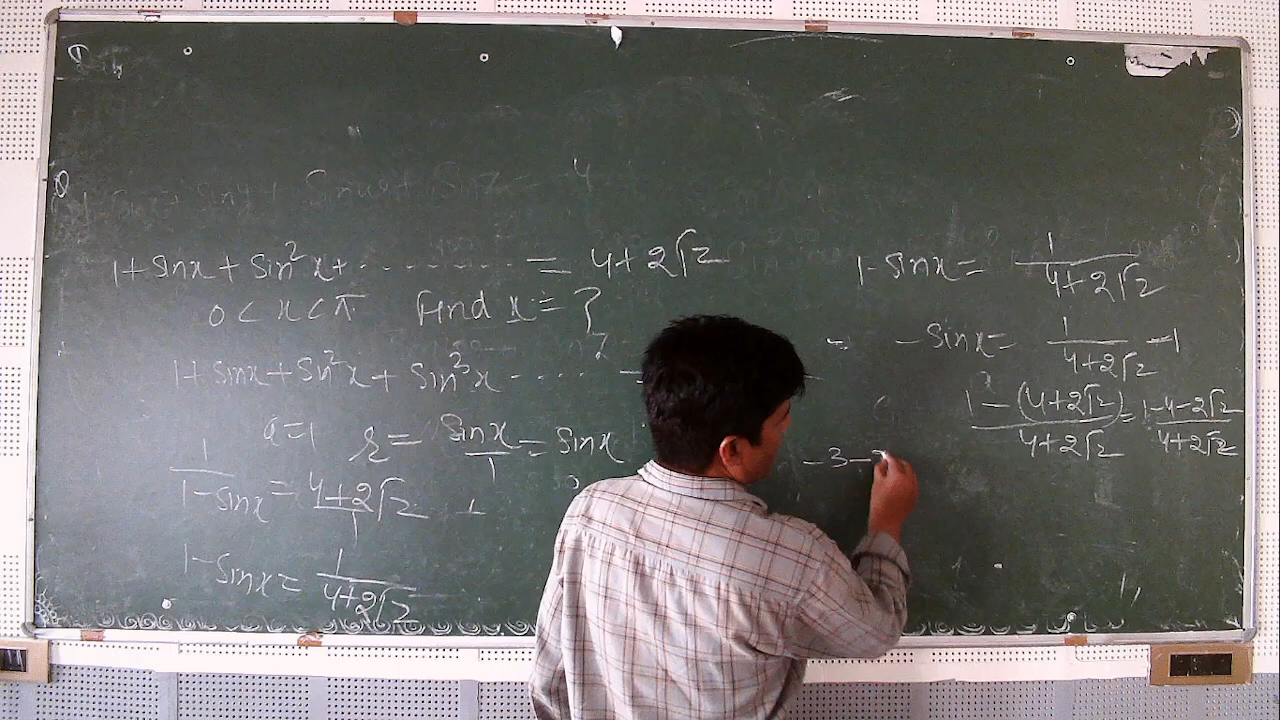 1 + sinx + sin²x + ......... = 4+2√2
0 < x < π Find x = ?
1 + sinx + sin²x + sin³x ..... =
a=1 r = sinx/1 = sinx
1/(1-sinx) = (4+2√2)/1
1-sinx = 1/(4+2√2)
1-sinx = 1/(4+2√2)
-sinx = 1/(4+2√2) -1
(1-(4+2√2))/(4+2√2) = (1-4-2√2)/(4+2√2)
-3-